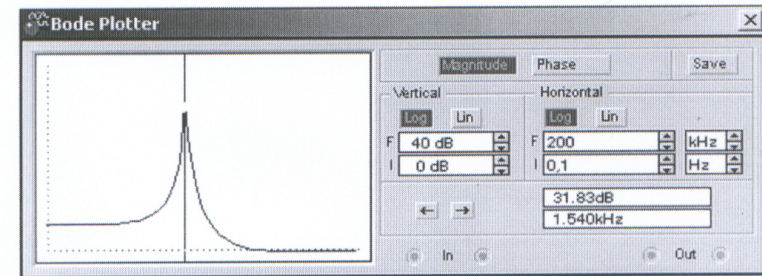 Bode Plotter
Magnitude Phase Save
Vertical Horizontal
Log Lin Log Lin
F 40 dB F 200 kHz
I 0 dB I 0,1 Hz
← →
31.83dB
1.540kHz
In Out